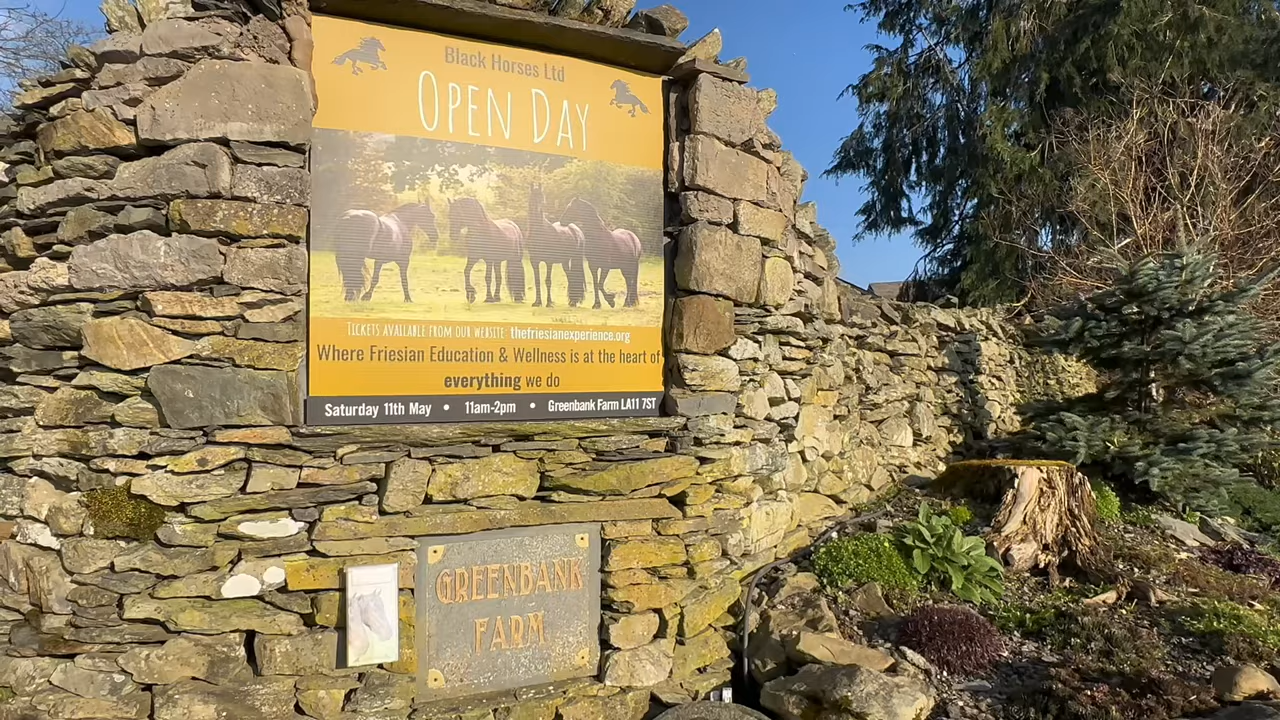 Black Horses Ltd
OPEN DAY
TICKETS AVAILABLE FROM OUR WEBSITE: thefriesianexperience.org
Where Friesian Education & Wellness is at the heart of
everything we do
Saturday 11th May • 11am-2pm • Greenbank Farm LA11 7ST
GREENBANK
FARM